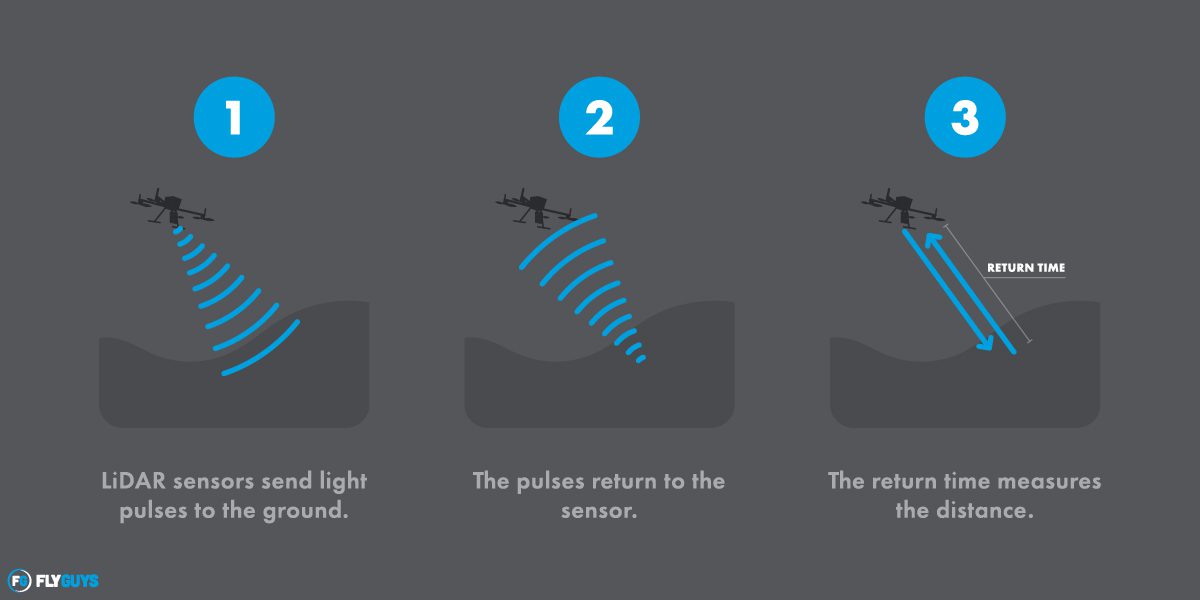 1
2
3
RETURN TIME
LiDAR sensors send light
pulses to the ground.
The pulses return to the
sensor.
The return time measures
the distance.
FG FLYGUYS